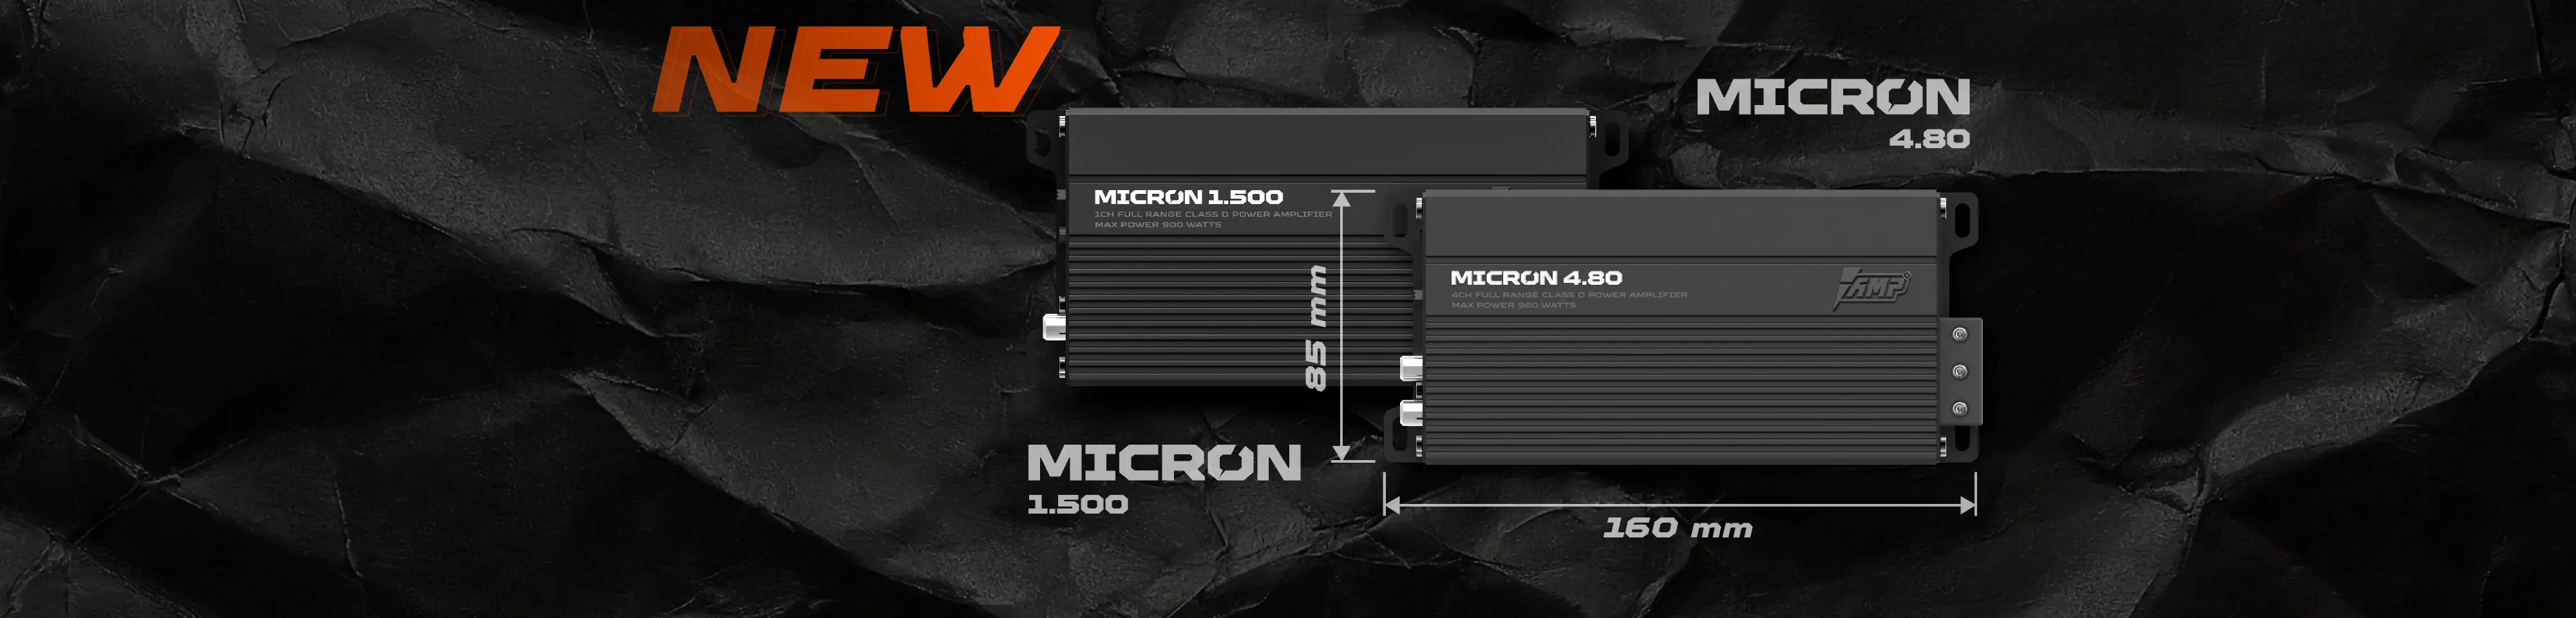 NEW
MICRON
4.80
MICRON 1.500
1CH FULL RANGE CLASS D POWER AMPLIFIER
MAX POWER 900 WATTS
MICRON 4.80
4CH FULL RANGE CLASS D POWER AMPLIFIER
MAX POWER 960 WATTS
AMP
85 mm
MICRON
1.500
160 mm